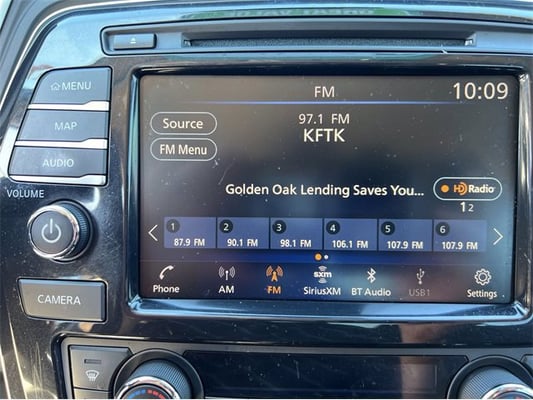 FM
10:09
MENU
MAP
AUDIO
VOLUME
CAMERA
Source
FM Menu
97.1 FM
KFTK
Golden Oak Lending Saves You...
HD Radio
1 2
1 2 3 4 5 6
87.9 FM 90.1 FM 98.1 FM 106.1 FM 107.9 FM 107.9 FM
Phone AM FM SXM SiriusXM BT Audio USB1 Settings